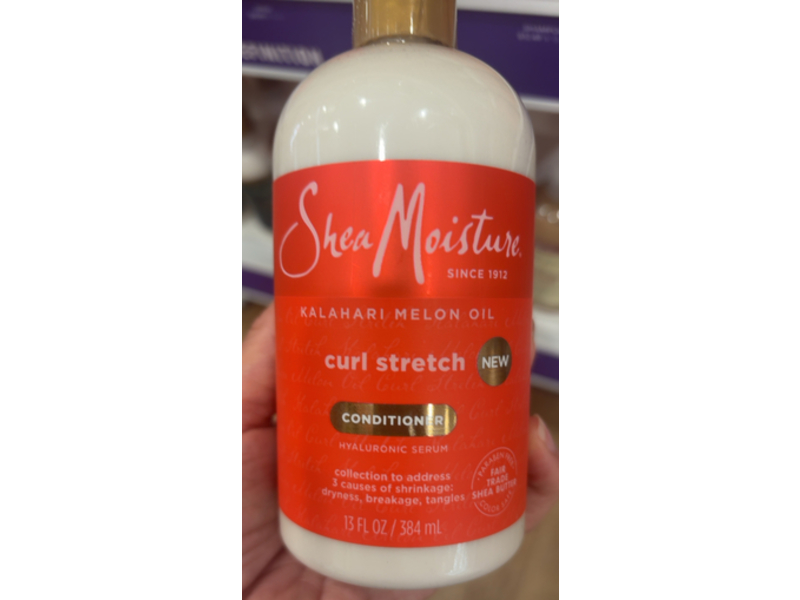 SheaMoisture
SINCE 1912
KALAHARI MELON OIL
curl stretch
NEW
CONDITIONER
HYALURONIC SERUM
collection to address
3 causes of shrinkage:
dryness, breakage, tangles
FAIR
TRADE
SHEA BUTTER
13 FL OZ / 384 mL